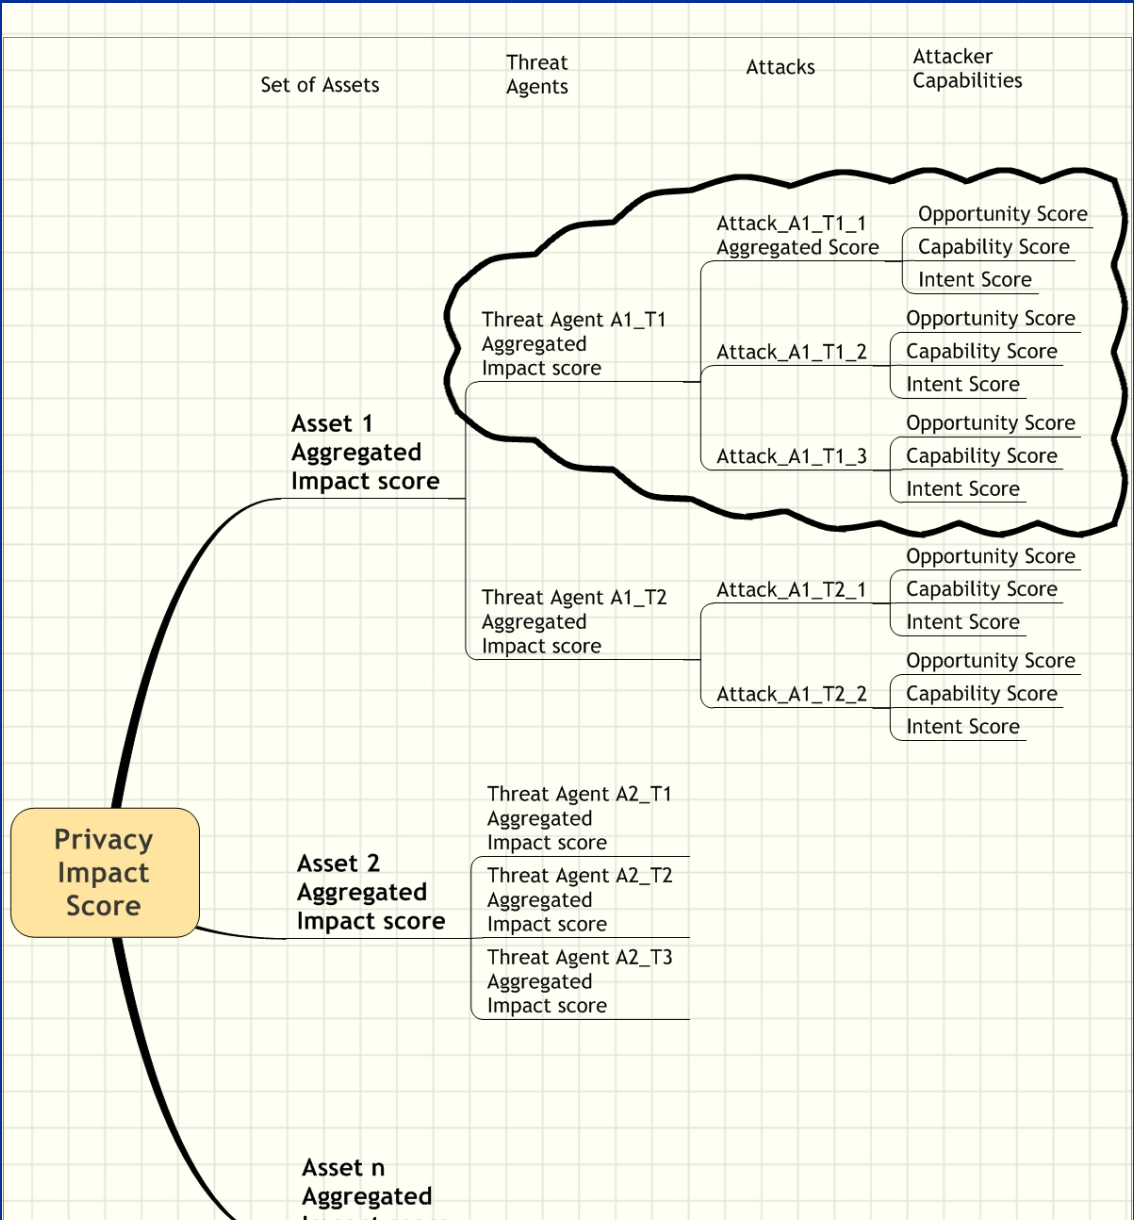 Set of Assets
Threat
Agents
Attacks
Attacker
Capabilities
Attack_A1_T1_1
Aggregated Score
Opportunity Score
Capability Score
Intent Score
Threat Agent A1_T1
Aggregated
Impact score
Attack_A1_T1_2
Opportunity Score
Capability Score
Intent Score
Attack_A1_T1_3
Opportunity Score
Capability Score
Intent Score
Asset 1
Aggregated
Impact score
Threat Agent A1_T2
Aggregated
Impact score
Attack_A1_T2_1
Opportunity Score
Capability Score
Intent Score
Attack_A1_T2_2
Opportunity Score
Capability Score
Intent Score
Privacy
Impact
Score
Asset 2
Aggregated
Impact score
Threat Agent A2_T1
Aggregated
Impact score
Threat Agent A2_T2
Aggregated
Impact score
Threat Agent A2_T3
Aggregated
Impact score
Asset n
Aggregated